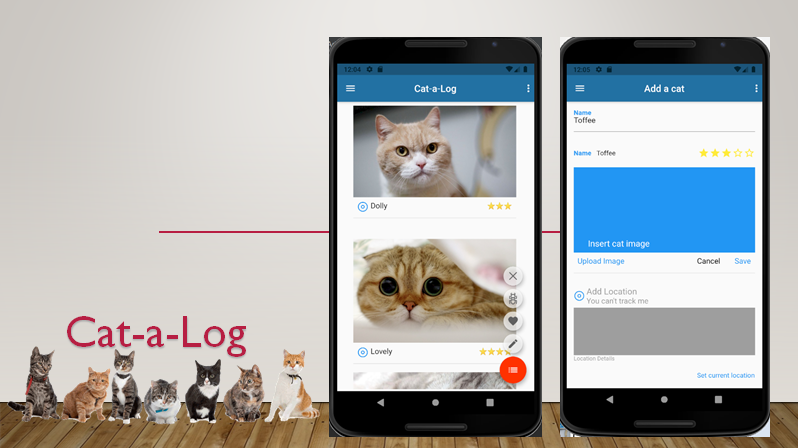 Cat-a-Log
12:04
Cat-a-Log
Dolly
Lovely
12:05
Add a cat
Name
Toffee
Name Toffee
Insert cat image
Upload Image Cancel Save
Add Location
You can't track me
Location Details
Set current location